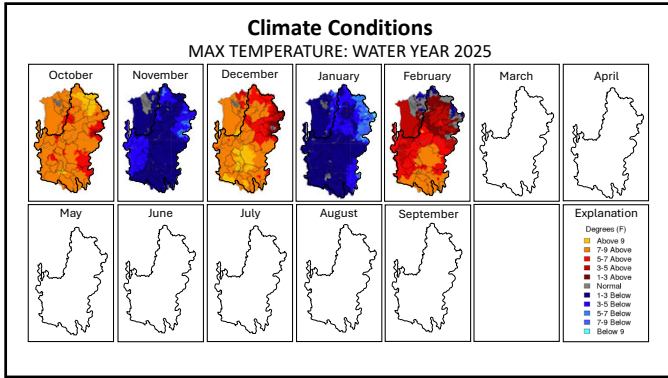 Climate Conditions
MAX TEMPERATURE: WATER YEAR 2025
October
November
December
January
February
March
April
May
June
July
August
September
Explanation
Degrees (F)
Above 9
7-9 Above
5-7 Above
3-5 Above
1-3 Above
Normal
1-3 Below
3-5 Below
5-7 Below
7-9 Below
Below 9